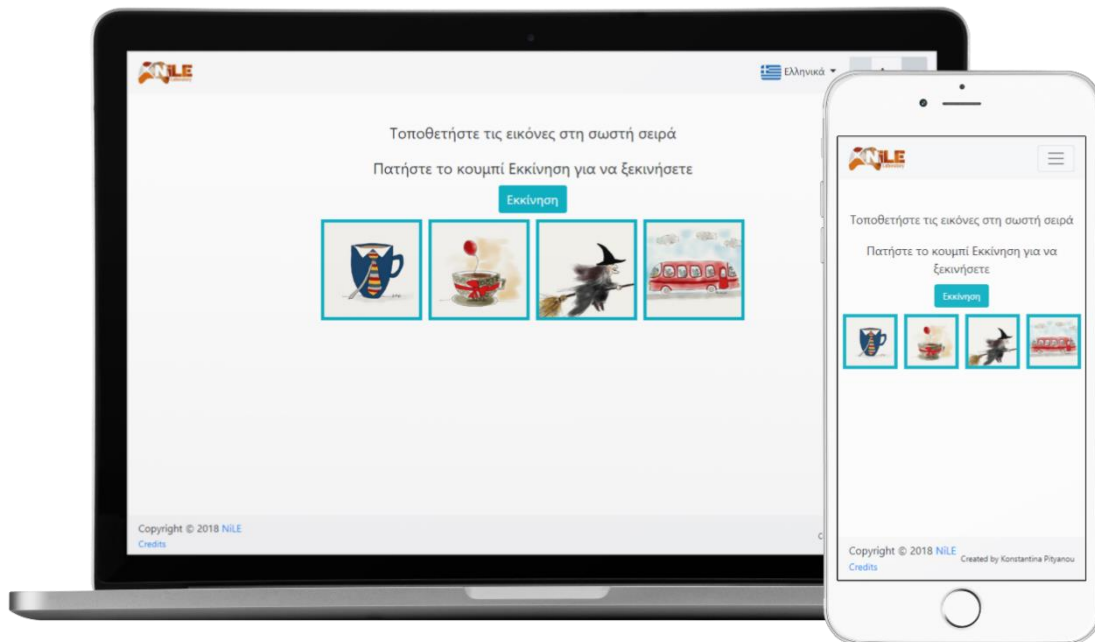 NiLE
Ελληνικά
Τοποθετήστε τις εικόνες στη σωστή σειρά
Πατήστε το κουμπί Εκκίνηση για να ξεκινήσετε
Εκκίνηση
Copyright © 2018 NiLE
Credits
NiLE
Τοποθετήστε τις εικόνες στη σωστή σειρά
Πατήστε το κουμπί Εκκίνηση για να
ξεκινήσετε
Εκκίνηση
Copyright © 2018 NiLE
Created by Konstantina Pityanou
Credits